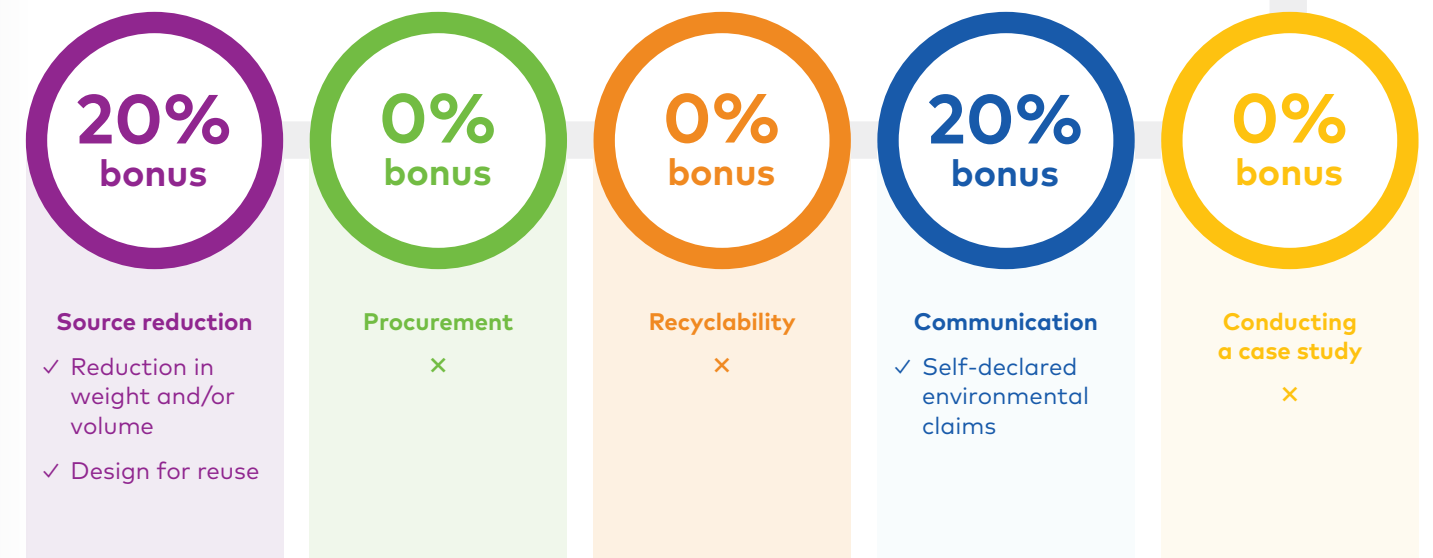 20%
bonus
Source reduction
✓ Reduction in
weight and/or
volume
✓ Design for reuse
0%
bonus
Procurement
×
0%
bonus
Recyclability
×
20%
bonus
Communication
✓ Self-declared
environmental
claims
0%
bonus
Conducting
a case study
×